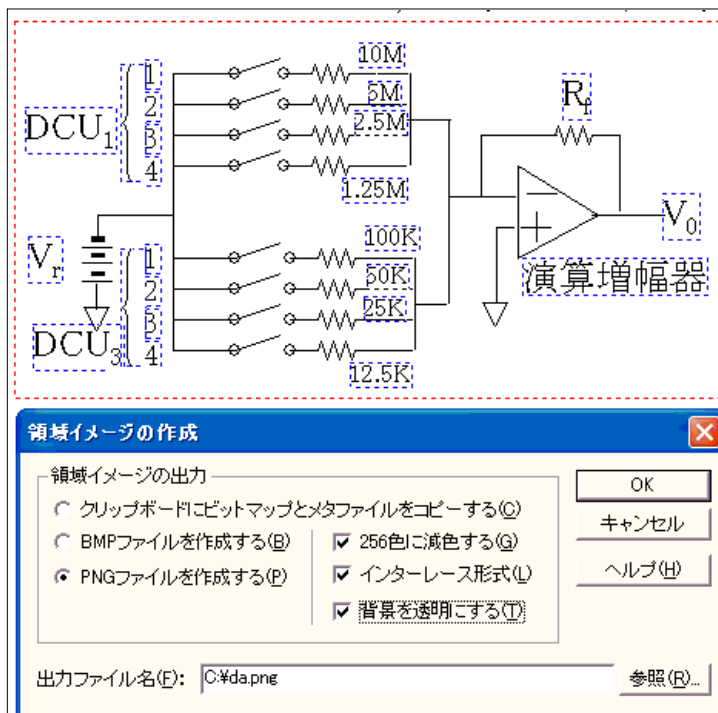 10M
1
5M
2
2.5M
DCU₁
3
4
1.25M
R_f
V₀
100K
1
50K
V_r
2
25K
3
DCU₃
4
12.5K
演算増幅器
領域イメージの作成
領域イメージの出力
クリップボードにビットマップとメタファイルをコピーする(C)
BMPファイルを作成する(B)
256色に減色する(G)
PNGファイルを作成する(P)
インターレース形式(L)
背景を透明にする(T)
OK
キャンセル
ヘルプ(H)
出力ファイル名(F):
C:¥da.png
参照(R)...